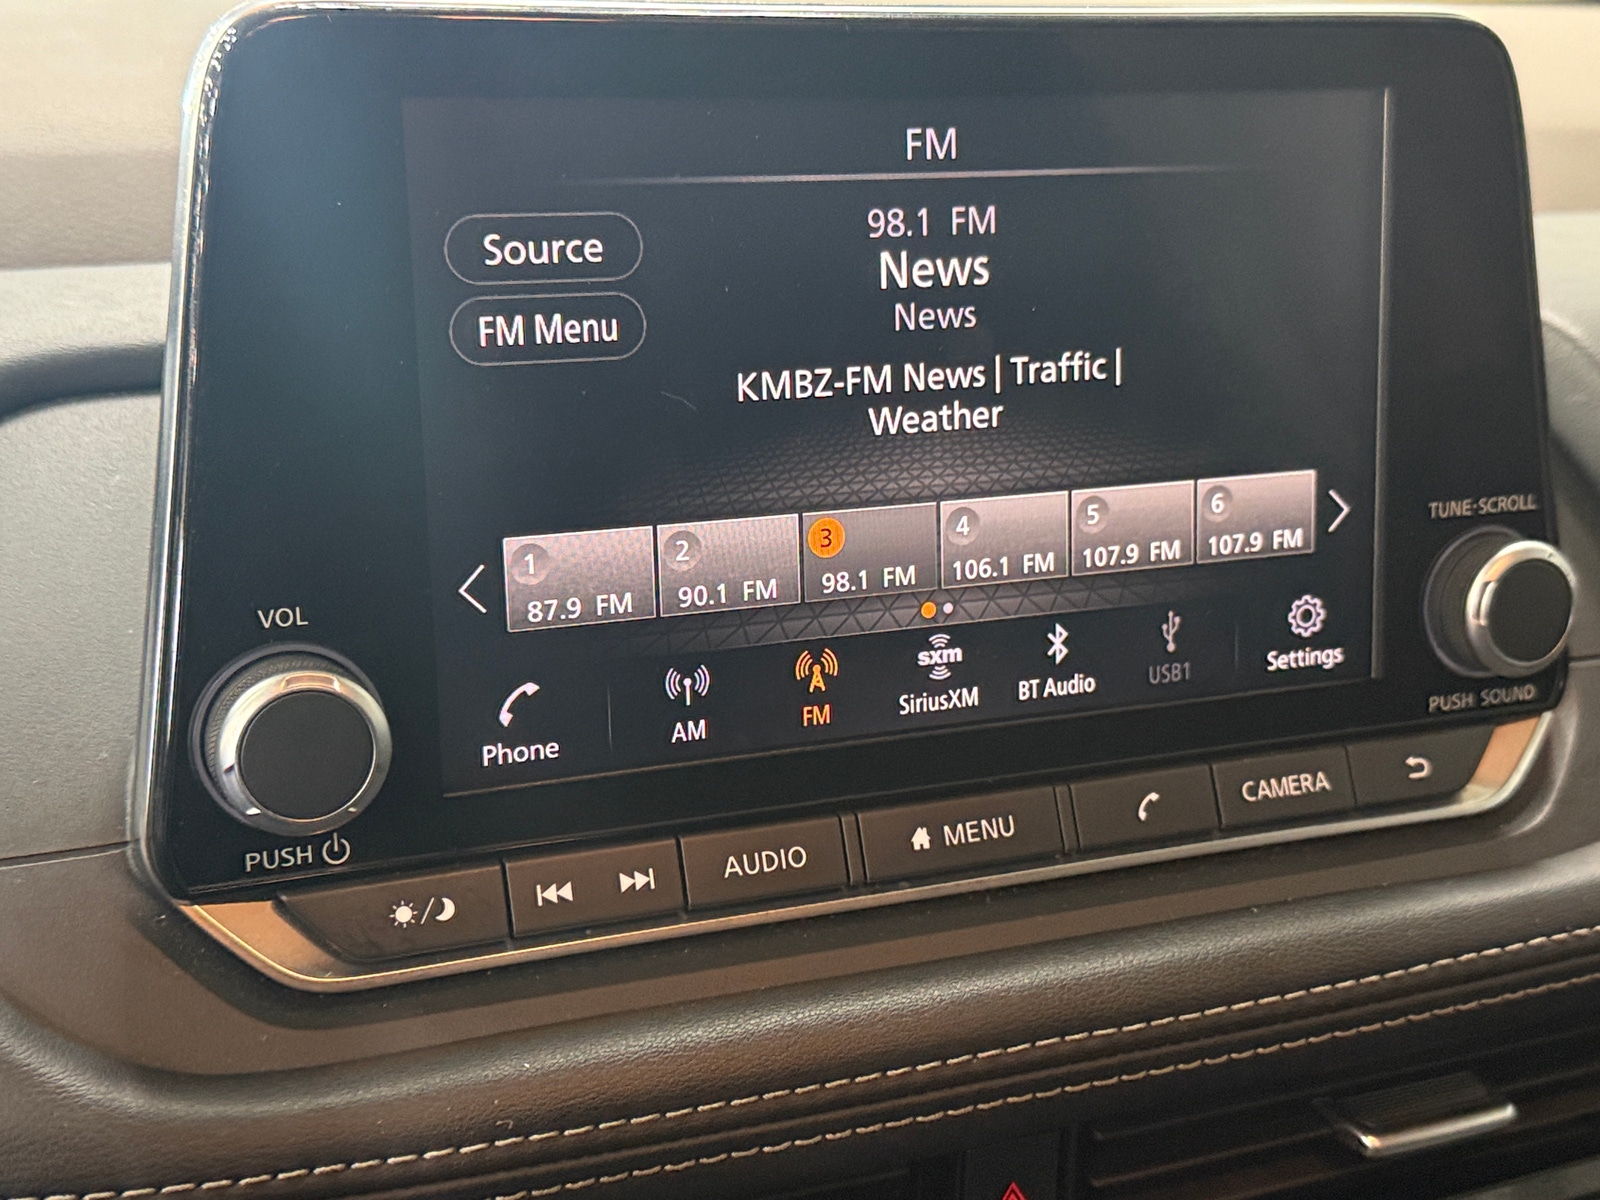 FM
98.1 FM
Source
News
FM Menu
News
KMBZ-FM News | Traffic |
Weather
1
87.9 FM
2
90.1 FM
3
98.1 FM
4
106.1 FM
5
107.9 FM
6
107.9 FM
Phone
AM
FM
sxm
SiriusXM
BT Audio
USB1
Settings
VOL
PUSH
TUNE·SCROLL
PUSH SOUND
AUDIO
MENU
CAMERA